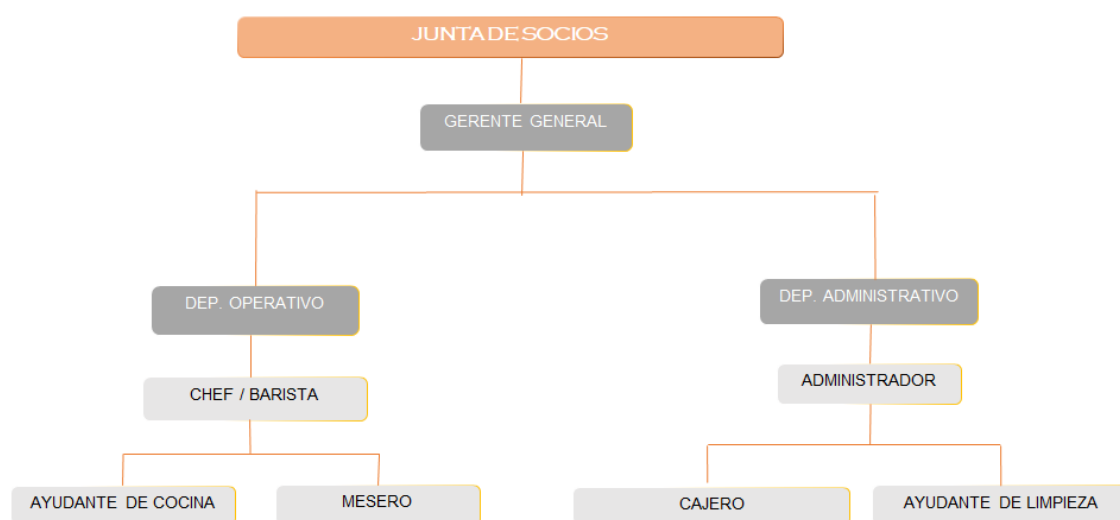 JUNTA DE SOCIOS
GERENTE GENERAL
DEP. OPERATIVO
DEP. ADMINISTRATIVO
CHEF / BARISTA
ADMINISTRADOR
AYUDANTE DE COCINA
MESERO
CAJERO
AYUDANTE DE LIMPIEZA